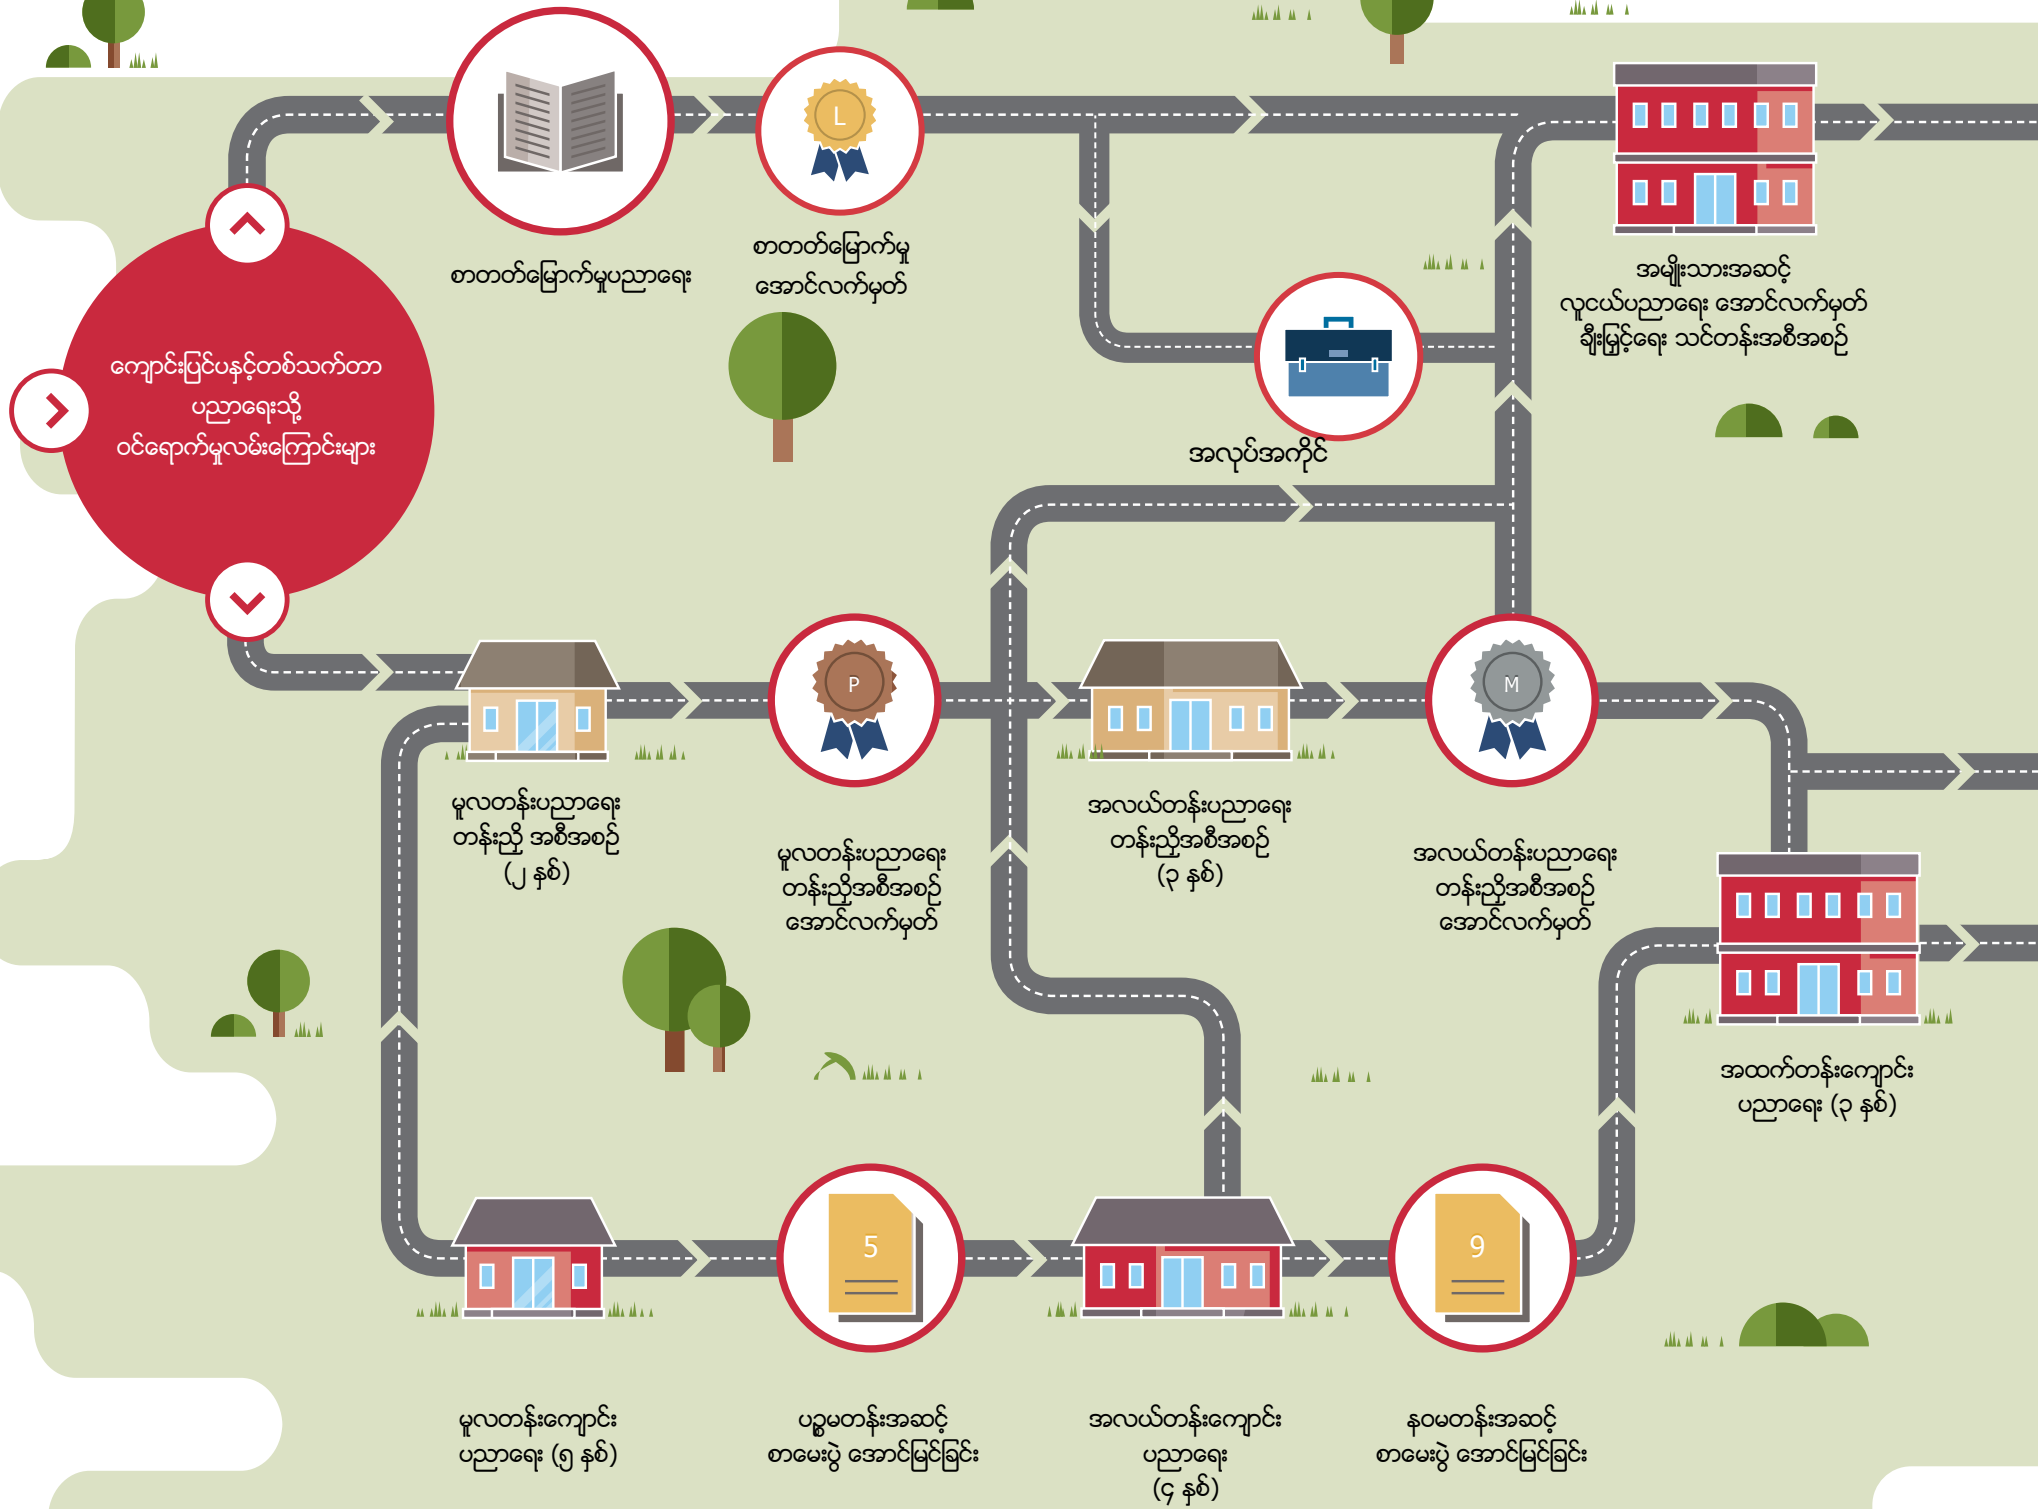 L
စာတတ်မြောက်မှုပညာရေး
စာတတ်မြောက်မှု
အောင်လက်မှတ်
အမျိုးသားအဆင့်
လူငယ်ပညာရေး အောင်လက်မှတ်
ချီးမြှင့်ရေး သင်တန်းအစီအစဉ်
ကျောင်းပြင်ပနှင့်တစ်သက်တာ
ပညာရေးသို့
ဝင်ရောက်မှုလမ်းကြောင်းများ
အလုပ်အကိုင်
P
M
မူလတန်းပညာရေး
တန်းညှိ အစီအစဉ်
(၂ နှစ်)
မူလတန်းပညာရေး
တန်းညှိအစီအစဉ်
အောင်လက်မှတ်
အလယ်တန်းပညာရေး
တန်းညှိအစီအစဉ်
(၃ နှစ်)
အလယ်တန်းပညာရေး
တန်းညှိအစီအစဉ်
အောင်လက်မှတ်
အထက်တန်းကျောင်း
ပညာရေး (၃ နှစ်)
5
9
မူလတန်းကျောင်း
ပညာရေး (၅ နှစ်)
ပဉ္စမတန်းအဆင့်
စာမေးပွဲ အောင်မြင်ခြင်း
အလယ်တန်းကျောင်း
ပညာရေး
(၄ နှစ်)
နဝမတန်းအဆင့်
စာမေးပွဲ အောင်မြင်ခြင်း